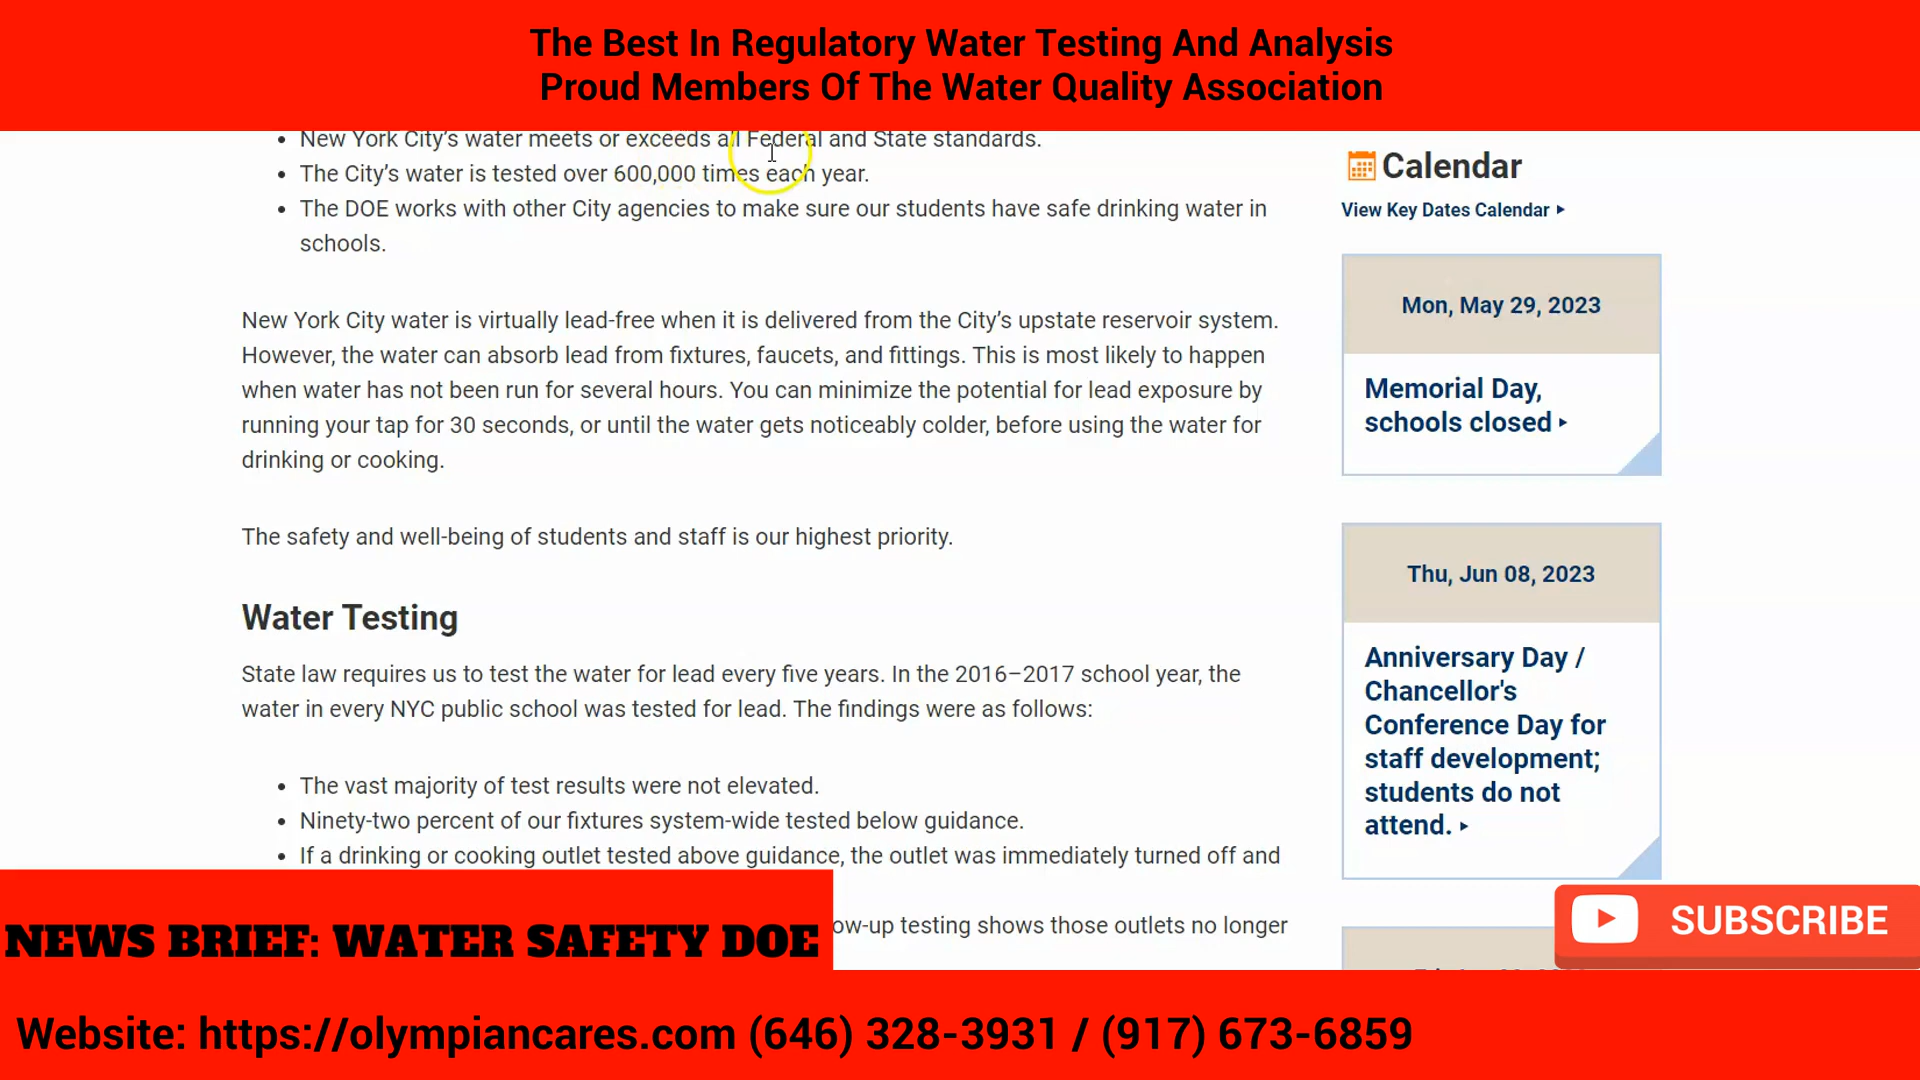 The Best In Regulatory Water Testing And Analysis
Proud Members Of The Water Quality Association
• New York City’s water meets or exceeds all Federal and State standards.
• The City’s water is tested over 600,000 times each year.
• The DOE works with other City agencies to make sure our students have safe drinking water in
schools.
New York City water is virtually lead-free when it is delivered from the City’s upstate reservoir system.
However, the water can absorb lead from fixtures, faucets, and fittings. This is most likely to happen
when water has not been run for several hours. You can minimize the potential for lead exposure by
running your tap for 30 seconds, or until the water gets noticeably colder, before using the water for
drinking or cooking.
The safety and well-being of students and staff is our highest priority.
Water Testing
State law requires us to test the water for lead every five years. In the 2016–2017 school year, the
water in every NYC public school was tested for lead. The findings were as follows:
• The vast majority of test results were not elevated.
• Ninety-two percent of our fixtures system-wide tested below guidance.
• If a drinking or cooking outlet tested above guidance, the outlet was immediately turned off and
ow-up testing shows those outlets no longer
Calendar
View Key Dates Calendar
Mon, May 29, 2023
Memorial Day,
schools closed
Thu, Jun 08, 2023
Anniversary Day /
Chancellor's
Conference Day for
staff development;
students do not
attend.
NEWS BRIEF: WATER SAFETY DOE
SUBSCRIBE
Website: https://olympiancares.com (646) 328-3931 / (917) 673-6859